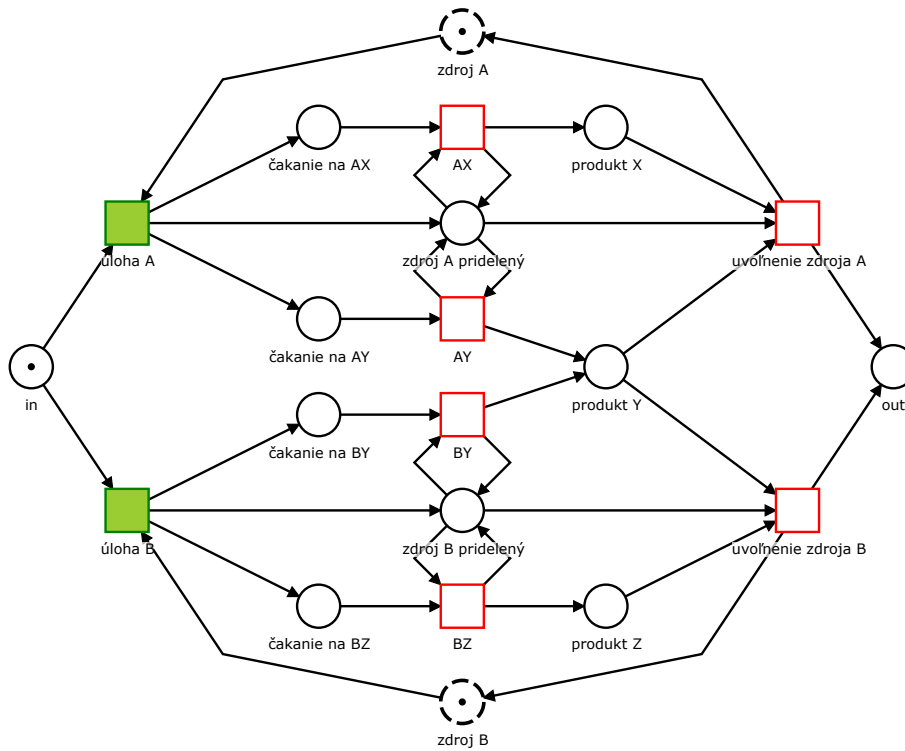 zdroj A
čakanie na AX
AX
produkt X
úloha A
zdroj A pridelený
uvoľnenie zdroja A
čakanie na AY
AY
in
produkt Y
out
čakanie na BY
BY
úloha B
zdroj B pridelený
uvoľnenie zdroja B
čakanie na BZ
BZ
produkt Z
zdroj B